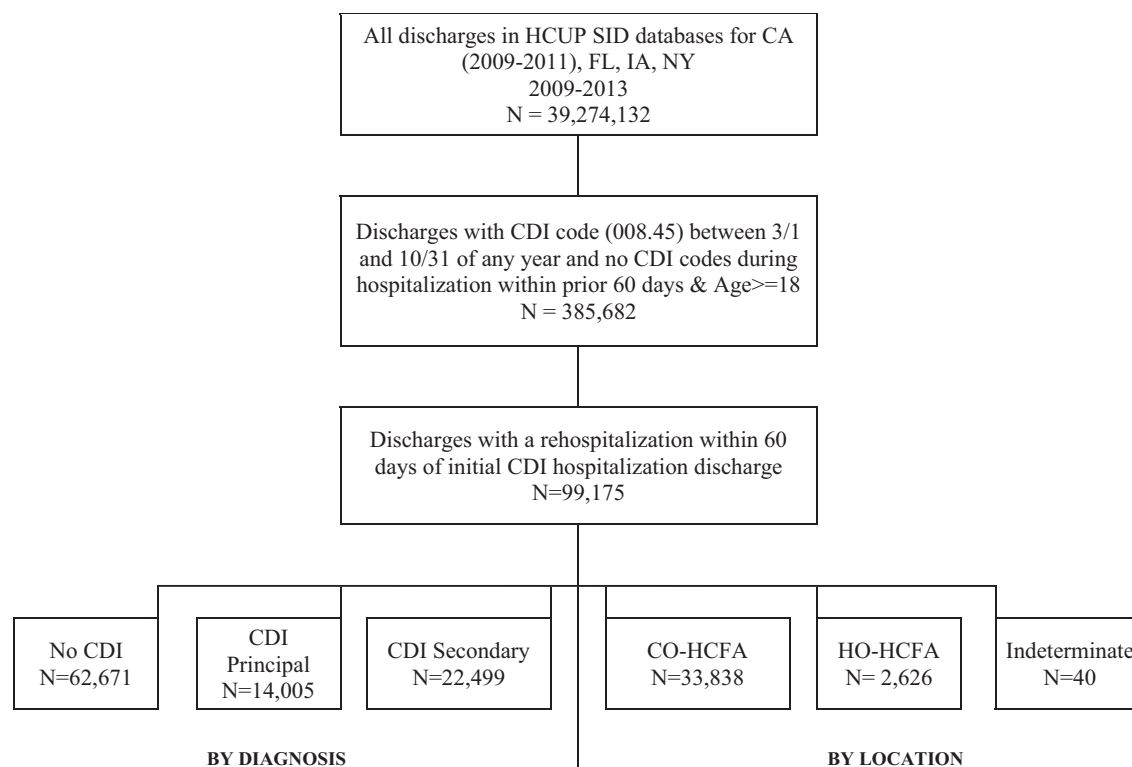 All discharges in HCUP SID databases for CA
(2009-2011), FL, IA, NY
2009-2013
N = 39,274,132
Discharges with CDI code (008.45) between 3/1
and 10/31 of any year and no CDI codes during
hospitalization within prior 60 days & Age>=18
N = 385,682
Discharges with a rehospitalization within 60
days of initial CDI hospitalization discharge
N=99,175
No CDI
N=62,671
CDI
Principal
N=14,005
CDI Secondary
N=22,499
CO-HCFA
N=33,838
HO-HCFA
N= 2,626
Indeterminate
N=40
BY DIAGNOSIS
BY LOCATION